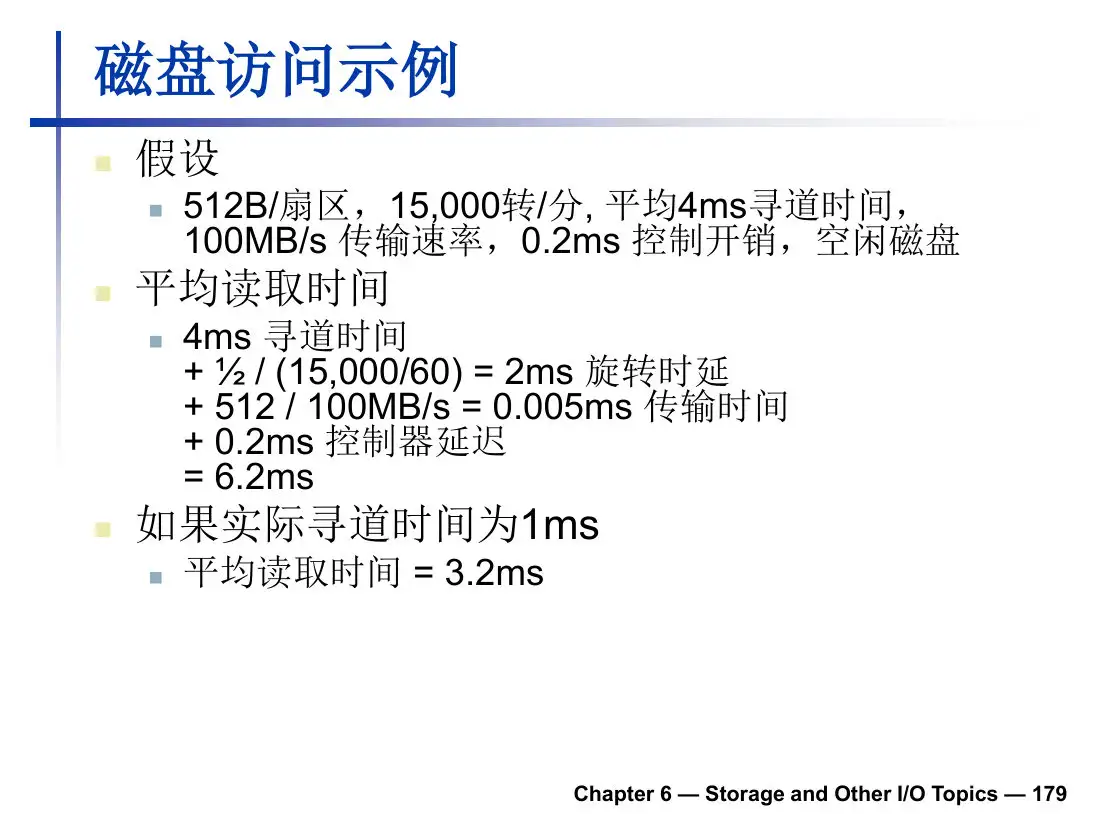 磁盘访问示例
假设
512B/扇区，15,000转/分, 平均4ms寻道时间，
100MB/s 传输速率，0.2ms 控制开销，空闲磁盘
平均读取时间
4ms 寻道时间
+ ½ / (15,000/60) = 2ms 旋转时延
+ 512 / 100MB/s = 0.005ms 传输时间
+ 0.2ms 控制器延迟
= 6.2ms
如果实际寻道时间为1ms
平均读取时间 = 3.2ms
Chapter 6 — Storage and Other I/O Topics — 179